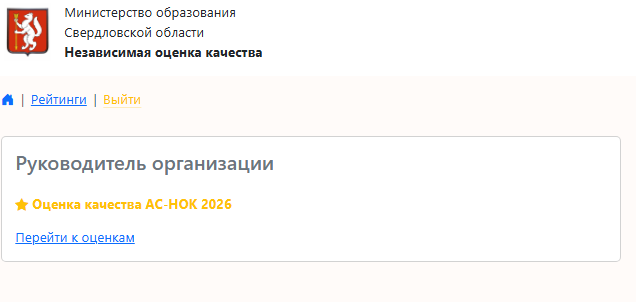 Министерство образования
Свердловской области
Независимая оценка качества
| Рейтинги | Выйти
Руководитель организации
Оценка качества АС-НОК 2026
Перейти к оценкам